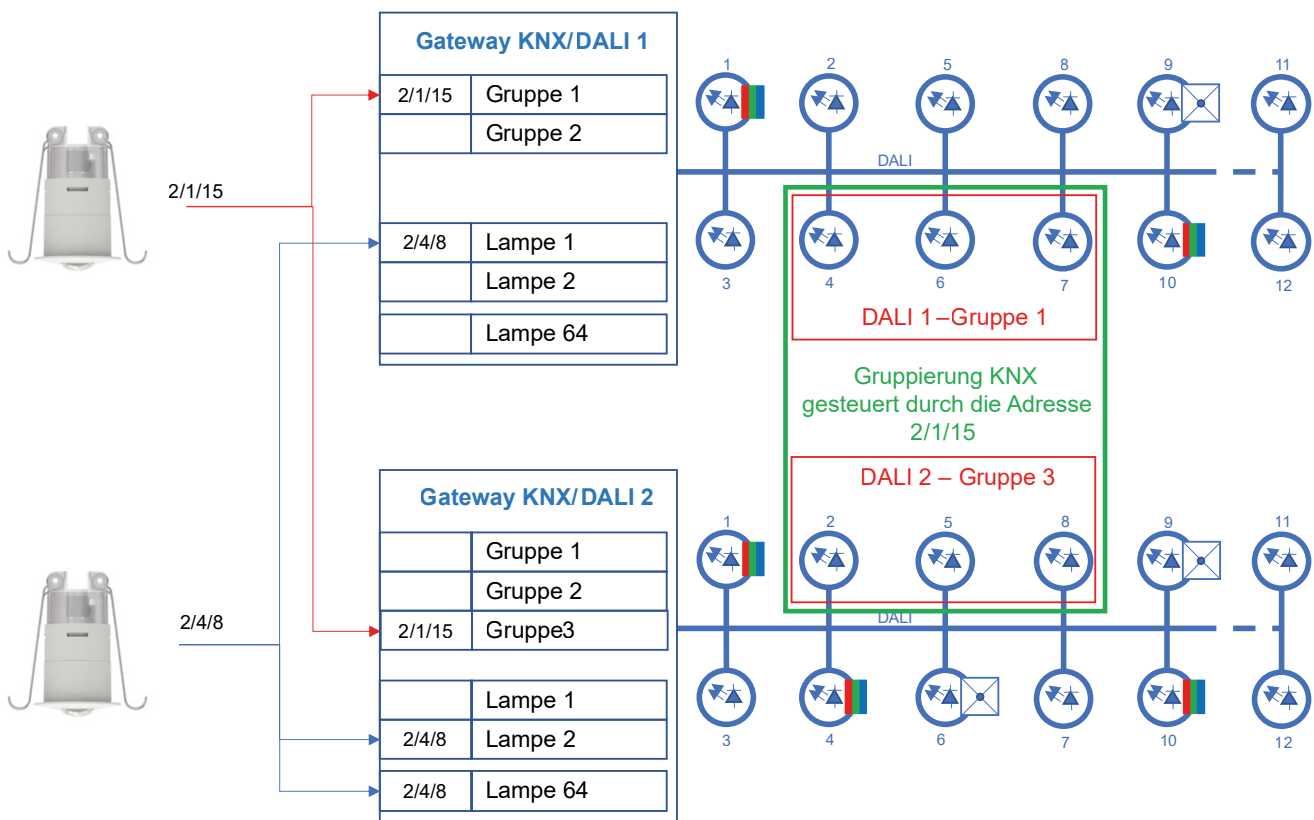 Gateway KNX/DALI 1
2/1/15 Gruppe 1
Gruppe 2
2/4/8 Lampe 1
Lampe 2
Lampe 64
2/1/15
1 2 5 8 9 11
DALI
3 4 6 7 10 12
DALI 1–Gruppe 1
Gruppierung KNX
gesteuert durch die Adresse
2/1/15
DALI 2 – Gruppe 3
Gateway KNX/DALI 2
Gruppe 1
Gruppe 2
2/1/15 Gruppe3
Lampe 1
2/4/8 Lampe 2
2/4/8 Lampe 64
2/4/8
1 2 5 8 9 11
DALI
3 4 6 7 10 12